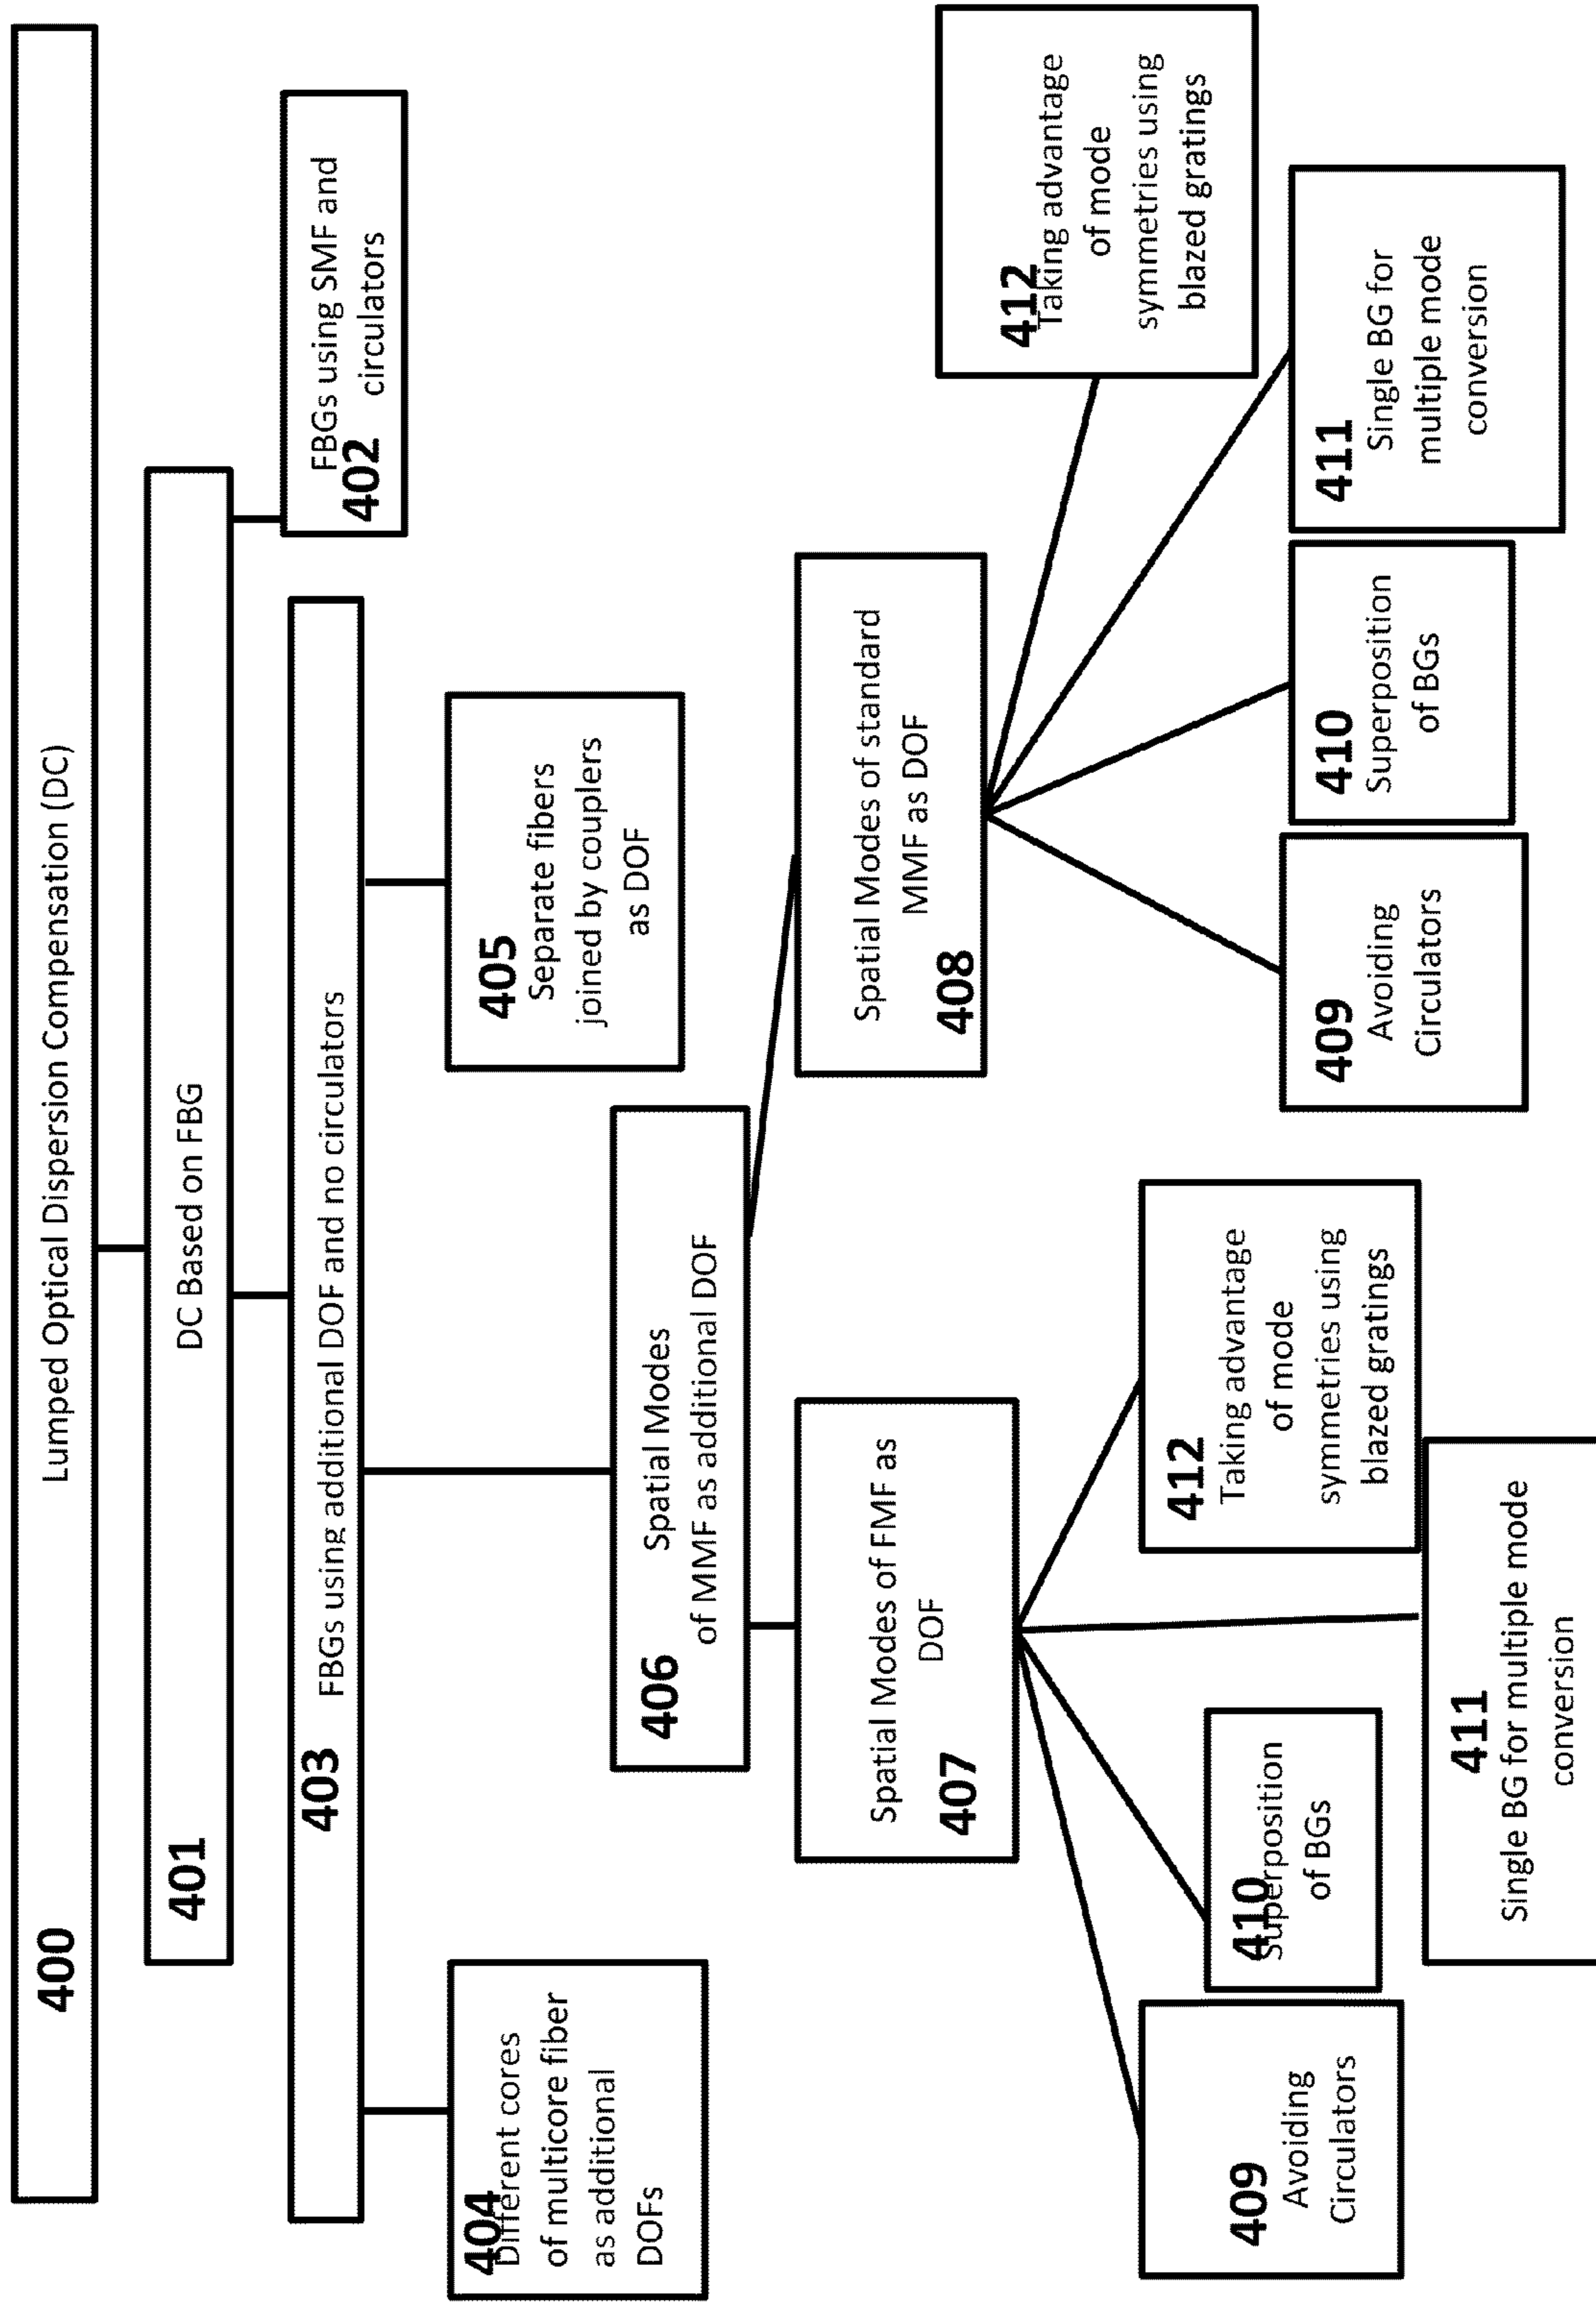 400
Lumped Optical Dispersion Compensation (DC)
401
DC Based on FBG
403
FBGs using additional DOF and no circulators
FBGs using SMF and
402
circulators
404
Different cores
of multicore fiber
as additional
DOFs
405
Separate fibers
joined by couplers
as DOF
Spatial Modes
406
of MMF as additional DOF
Spatial Modes of FMF as
DOF
407
Spatial Modes of standard
MMF as DOF
408
409
Avoiding
Circulators
410
Superposition
of BGs
411
Single BG for multiple mode
conversion
412
Taking advantage
of mode
symmetries using
blazed gratings
409
Avoiding
Circulators
410
Superposition
of BGs
411
Single BG for
multiple mode
conversion
412
Taking advantage
of mode
symmetries using
blazed gratings